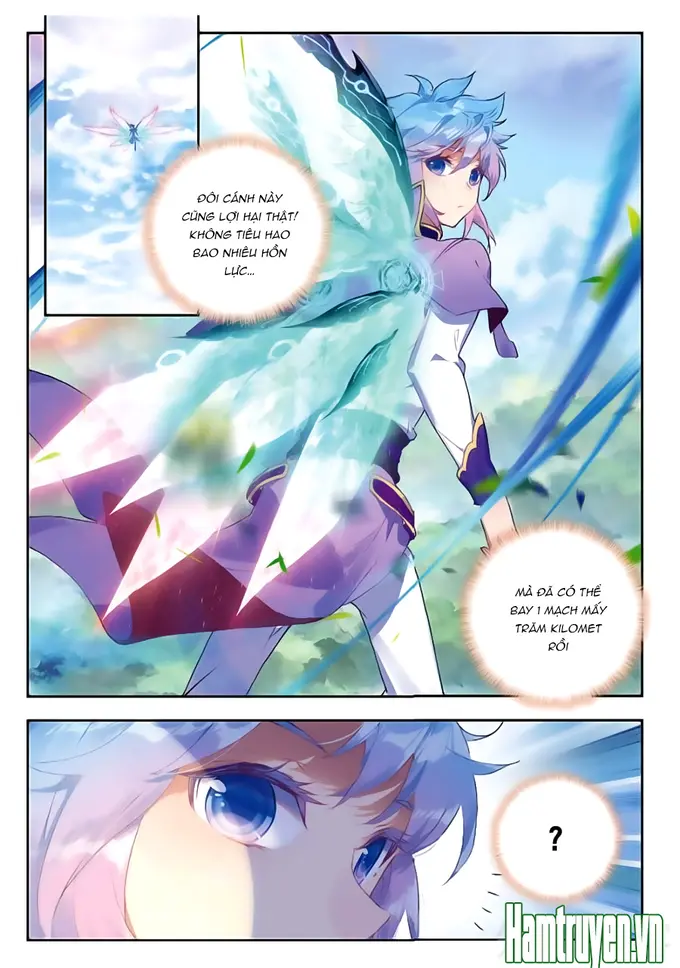 ĐÔI CÁNH NÀY
CŨNG LỢI HẠI THẬT!
KHÔNG TIÊU HAO
BAO NHIÊU HỒN
LỰC...
MÀ ĐÃ CÓ THỂ
BAY 1 MẠCH MẤY
TRĂM KILOMET
RỒI
?
Hamtruyen.vn